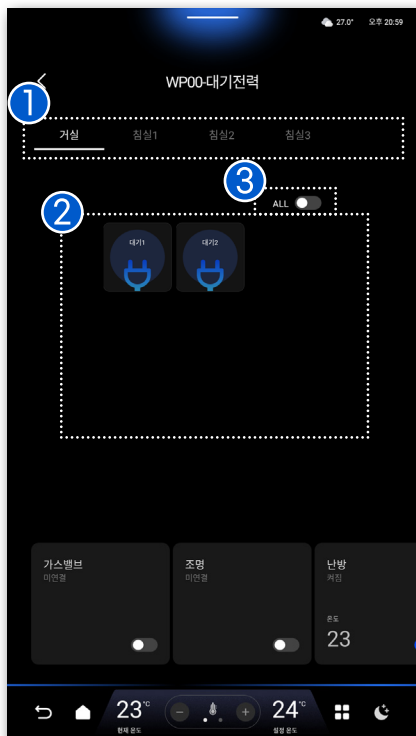 27.0° 오후 20:59
WP00-대기전력
1
거실 침실1 침실2 침실3
3
ALL
2
대기1 대기2
가스밸브 조명 난방
미연결 미연결 켜짐
온도
23
23°C 24°C
현재 온도 설정 온도